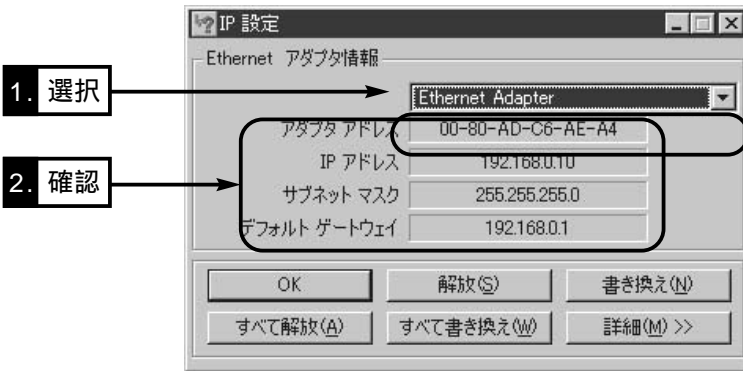 IP 設定
Ethernet アダプタ情報
1. 選択
Ethernet Adapter
アダプタ アドレス 00-80-AD-C6-AE-A4
IP アドレス 192.168.0.10
2. 確認
サブネット マスク 255.255.255.0
デフォルト ゲートウェイ 192.168.0.1
OK 解放(S) 書き換え(N)
すべて解放(A) すべて書き換え(W) 詳細(M) >>